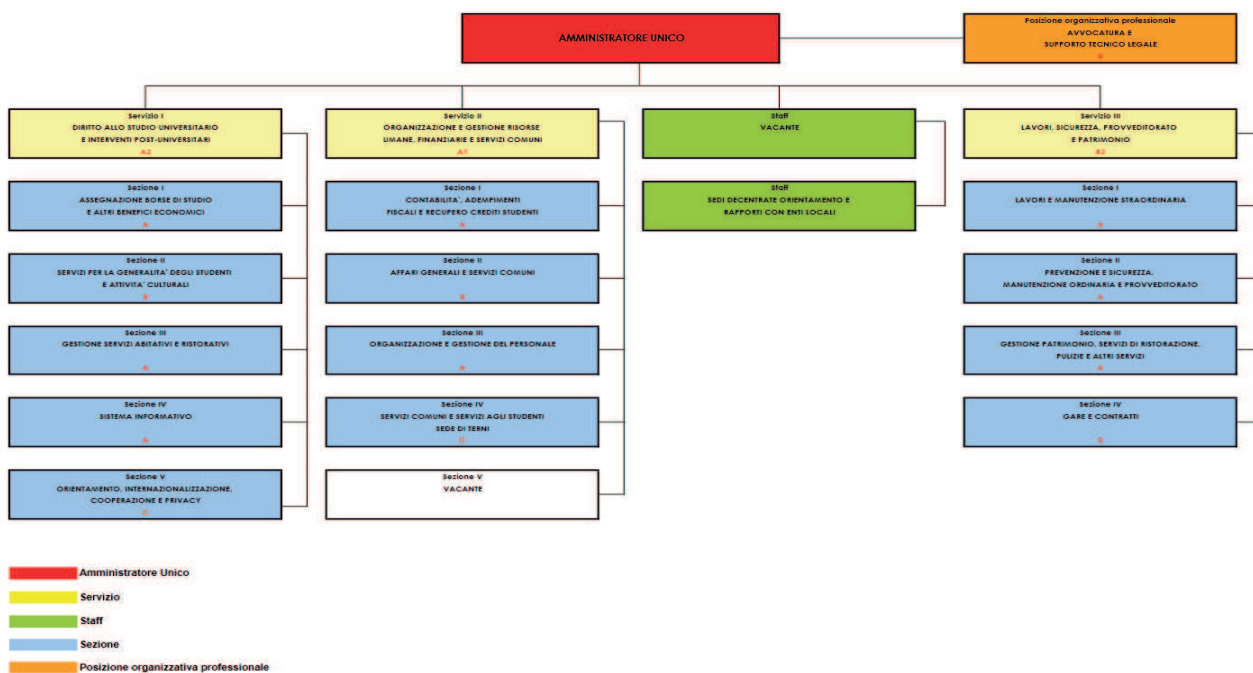 AMMINISTRATORE UNICO
Posizione organizzativa professionale
AVVOCATURA E
SUPPORTO TECNICO LEGALE
Servizio I
DIRITTO ALLO STUDIO UNIVERSITARIO
E INTERVENTI POST-UNIVERSITARI
A2
Sezione I
ASSEGNAZIONE BORSE DI STUDIO
E ALTRI BENEFICI ECONOMICI
Sezione II
SERVIZI PER LA GENERALITA' DEGLI STUDENTI
E ATTIVITA' CULTURALI
Sezione III
GESTIONE SERVIZI ABITATIVI E RISTORATIVI
Sezione IV
SISTEMA INFORMATIVO
Sezione V
ORIENTAMENTO, INTERNAZIONALIZZAZIONE,
COOPERAZIONE E PRIVACY
C
Servizio II
ORGANIZZAZIONE E GESTIONE RISORSE
UMANE, FINANZIARIE E SERVIZI COMUNI
A1
Sezione I
CONTABILITA', ADEMPIMENTI
FISCALI E RECUPERO CREDITI STUDENTI
Sezione II
AFFARI GENERALI E SERVIZI COMUNI
Sezione III
ORGANIZZAZIONE E GESTIONE DEL PERSONALE
Sezione IV
SERVIZI COMUNI E SERVIZI AGLI STUDENTI
SEDE DI TERNI
C
Sezione V
VACANTE
Staff
VACANTE
Staff
SEDI DECENTRATE ORIENTAMENTO E
RAPPORTI CON ENTI LOCALI
Servizio III
LAVORI, SICUREZZA, PROVVEDITORATO
E PATRIMONIO
Sezione I
LAVORI E MANUTENZIONE STRAORDINARIA
Sezione II
PREVENZIONE E SICUREZZA,
MANUTENZIONE ORDINARIA E PROVVEDITORATO
Sezione III
GESTIONE PATRIMONIO, SERVIZI DI RISTORAZIONE,
PULIZIE E ALTRI SERVIZI
Sezione IV
GARE E CONTRATTI
Amministratore Unico
Servizio
Staff
Sezione
Posizione organizzativa professionale